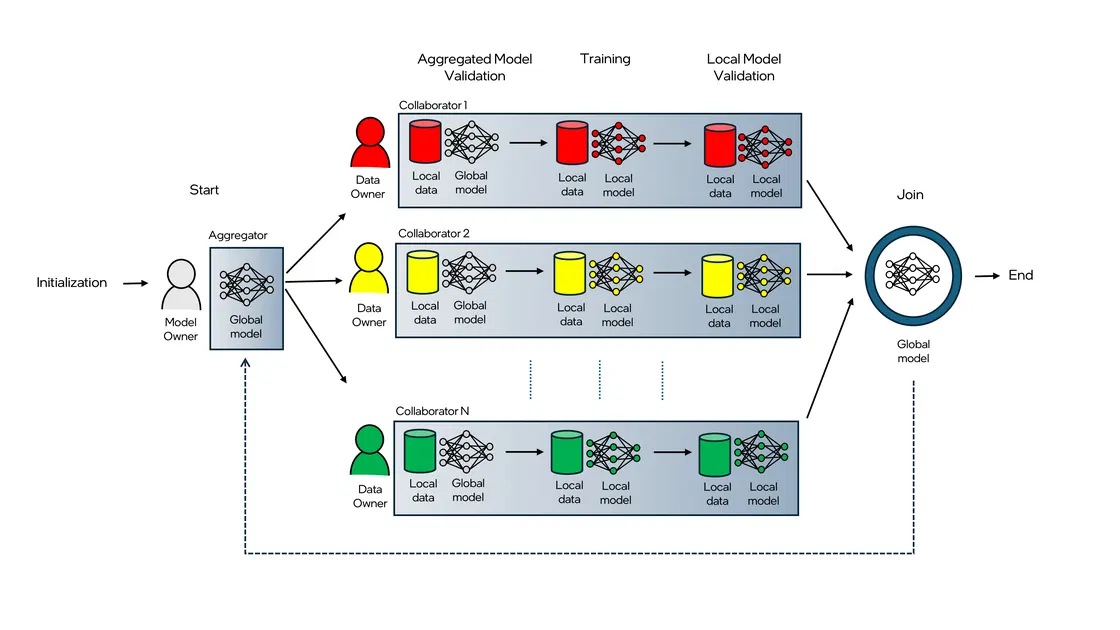 Aggregated Model
Validation
Training
Local Model
Validation
Start
Join
Initialization
Model
Owner
Aggregator
Global
model
Collaborator 1
Data
Owner
Local
data
Global
model
Local
data
Local
model
Local
data
Local
model
Collaborator 2
Data
Owner
Local
data
Global
model
Local
data
Local
model
Local
data
Local
model
Collaborator N
Data
Owner
Local
data
Global
model
Local
data
Local
model
Local
data
Local
model
Global
model
End